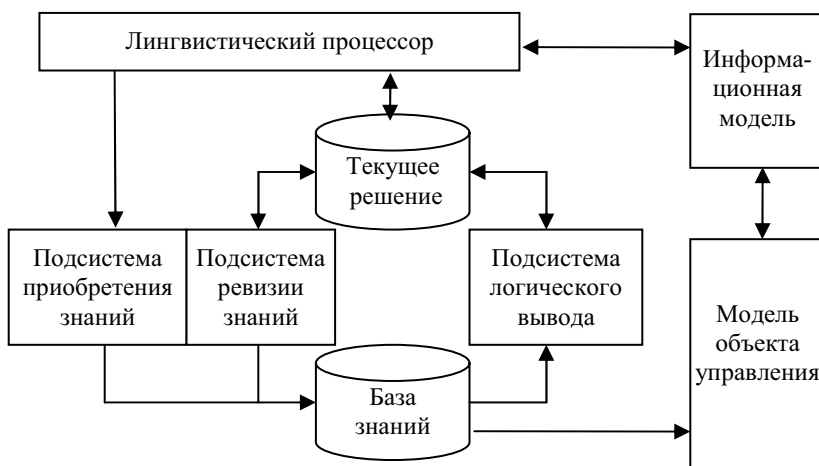 Лингвистический процессор
Информа-
ционная
модель
Текущее
решение
Подсистема
приобретения
знаний
Подсистема
ревизии
знаний
Подсистема
логического
вывода
Модель
объекта
управления
База
знаний